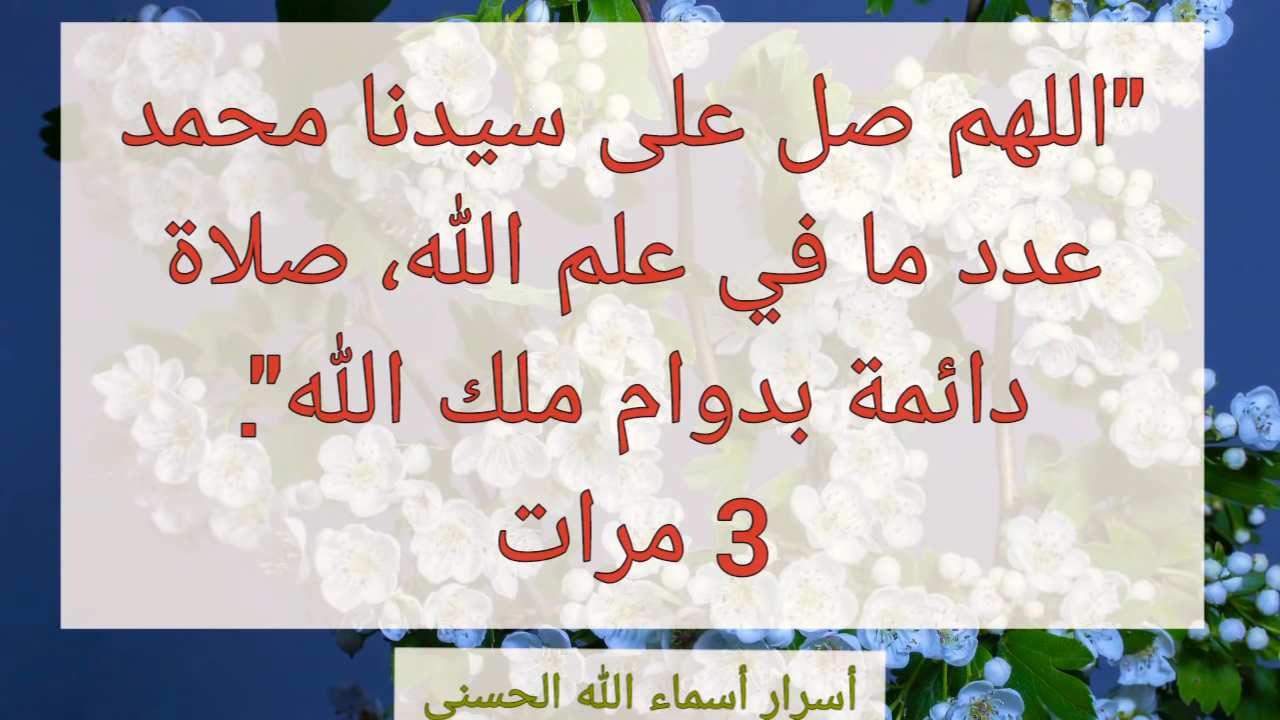 "اللهم صل على سيدنا محمد
عدد ما في علم الله، صلاة
دائمة بدوام ملك الله".
3 مرات
أسرار أسماء الله الحسنى